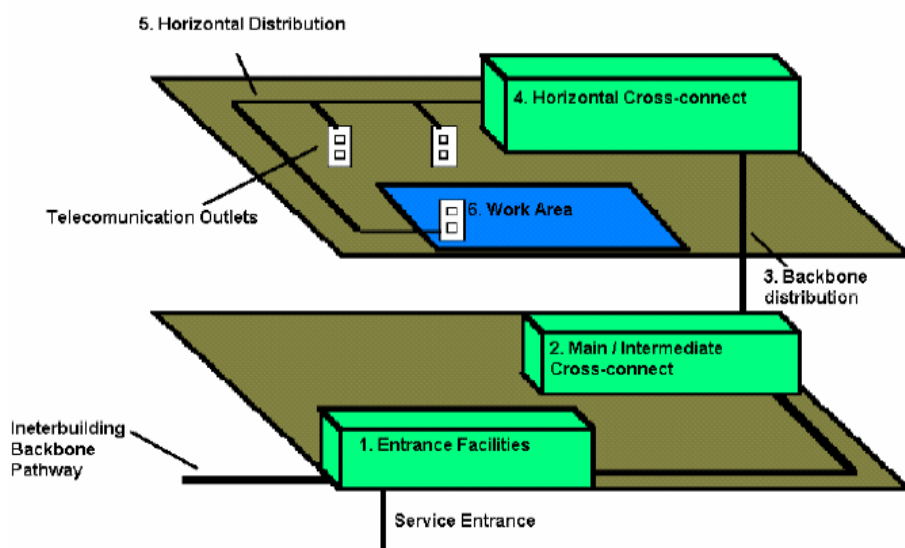 5. Horizontal Distribution
4. Horizontal Cross-connect
Telecomunication Outlets
6. Work Area
3. Backbone
distribution
2. Main / Intermediate
Cross-connect
Ineterbuilding
Backbone
Pathway
1. Entrance Facilities
Service Entrance